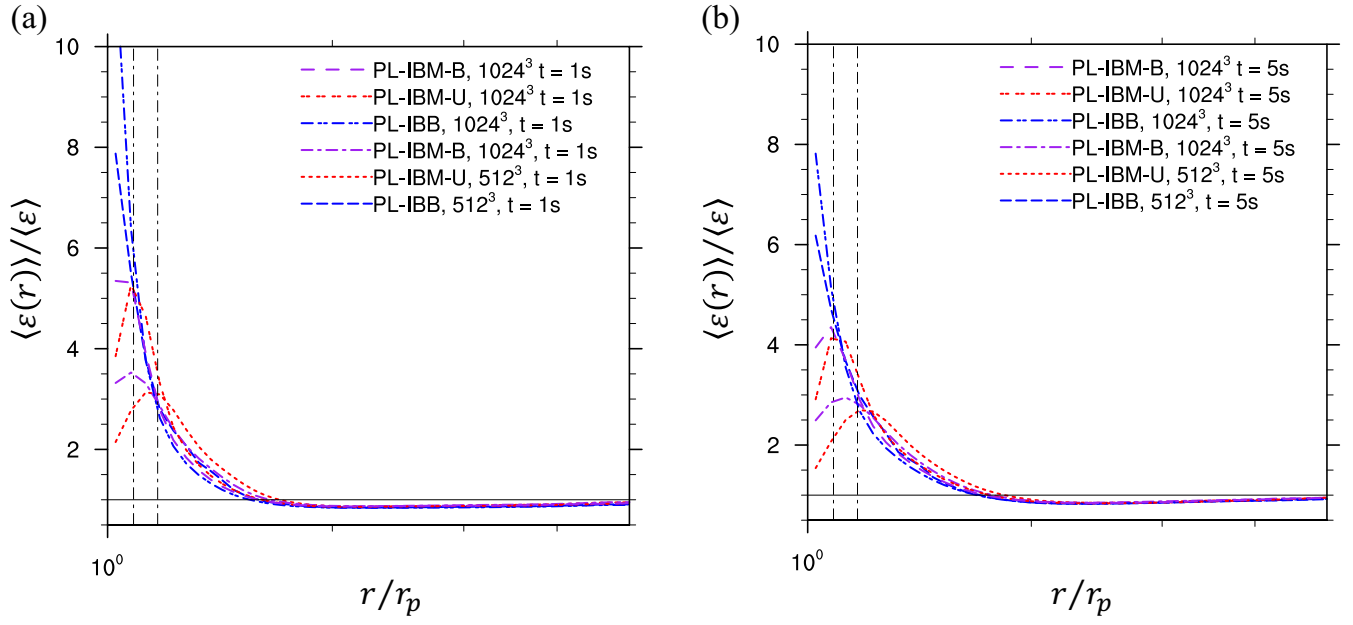 (a)
10
8
6
4
2
⟨ε(r)⟩/⟨ε⟩
PL-IBM-B, 1024³ t = 1s
PL-IBM-U, 1024³ t = 1s
PL-IBB, 1024³, t = 1s
PL-IBM-B, 1024³, t = 1s
PL-IBM-U, 512³, t = 1s
PL-IBB, 512³, t = 1s
10⁰
r/rₚ
(b)
10
8
6
4
2
⟨ε(r)⟩/⟨ε⟩
PL-IBM-B, 1024³ t = 5s
PL-IBM-U, 1024³ t = 5s
PL-IBB, 1024³, t = 5s
PL-IBM-B, 1024³, t = 5s
PL-IBM-U, 512³, t = 5s
PL-IBB, 512³, t = 5s
10⁰
r/rₚ